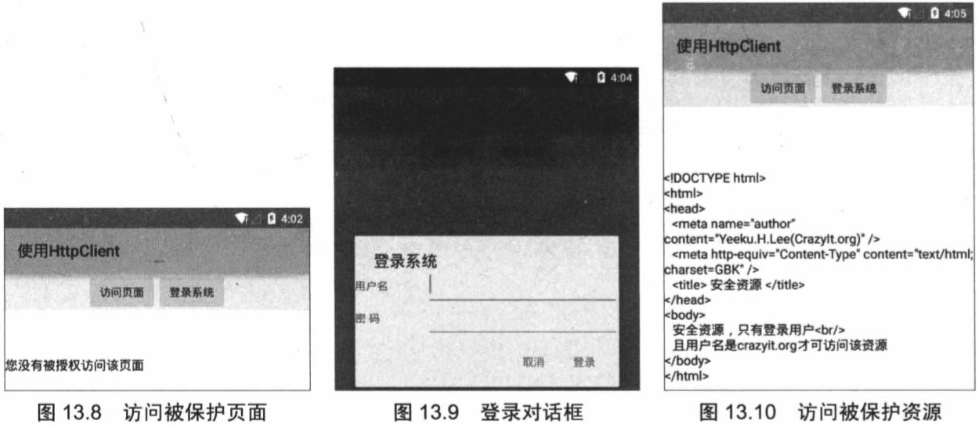 4:02
使用HttpClient
访问页面 登录系统
您没有被授权访问该页面
图 13.8 访问被保护页面
4:04
登录系统
用户名
密 码
取消 登录
图 13.9 登录对话框
4:05
使用HttpClient
访问页面 登录系统
<!DOCTYPE html>
<html>
<head>
<meta name="author"
content="Yeeku.H.Lee(CrazyIt.org)" />
<meta http-equiv="Content-Type" content="text/html;
charset=GBK" />
<title> 安全资源 </title>
</head>
<body>
安全资源，只有登录用户<br/>
且用户名是crazyit.org才可访问该资源
</body>
</html>
图 13.10 访问被保护资源